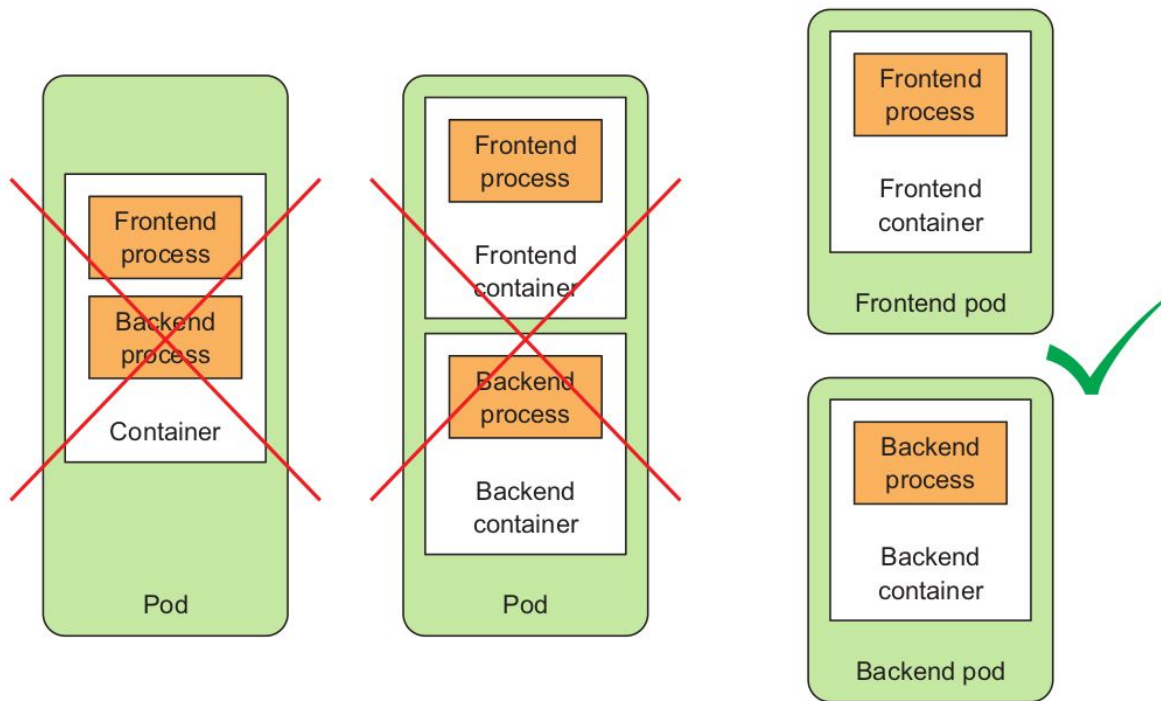 Frontend
process
Backend
process
Container
Pod
Frontend
process
Frontend
container
Backend
process
Backend
container
Pod
Frontend
process
Frontend
container
Frontend pod
Backend
process
Backend
container
Backend pod